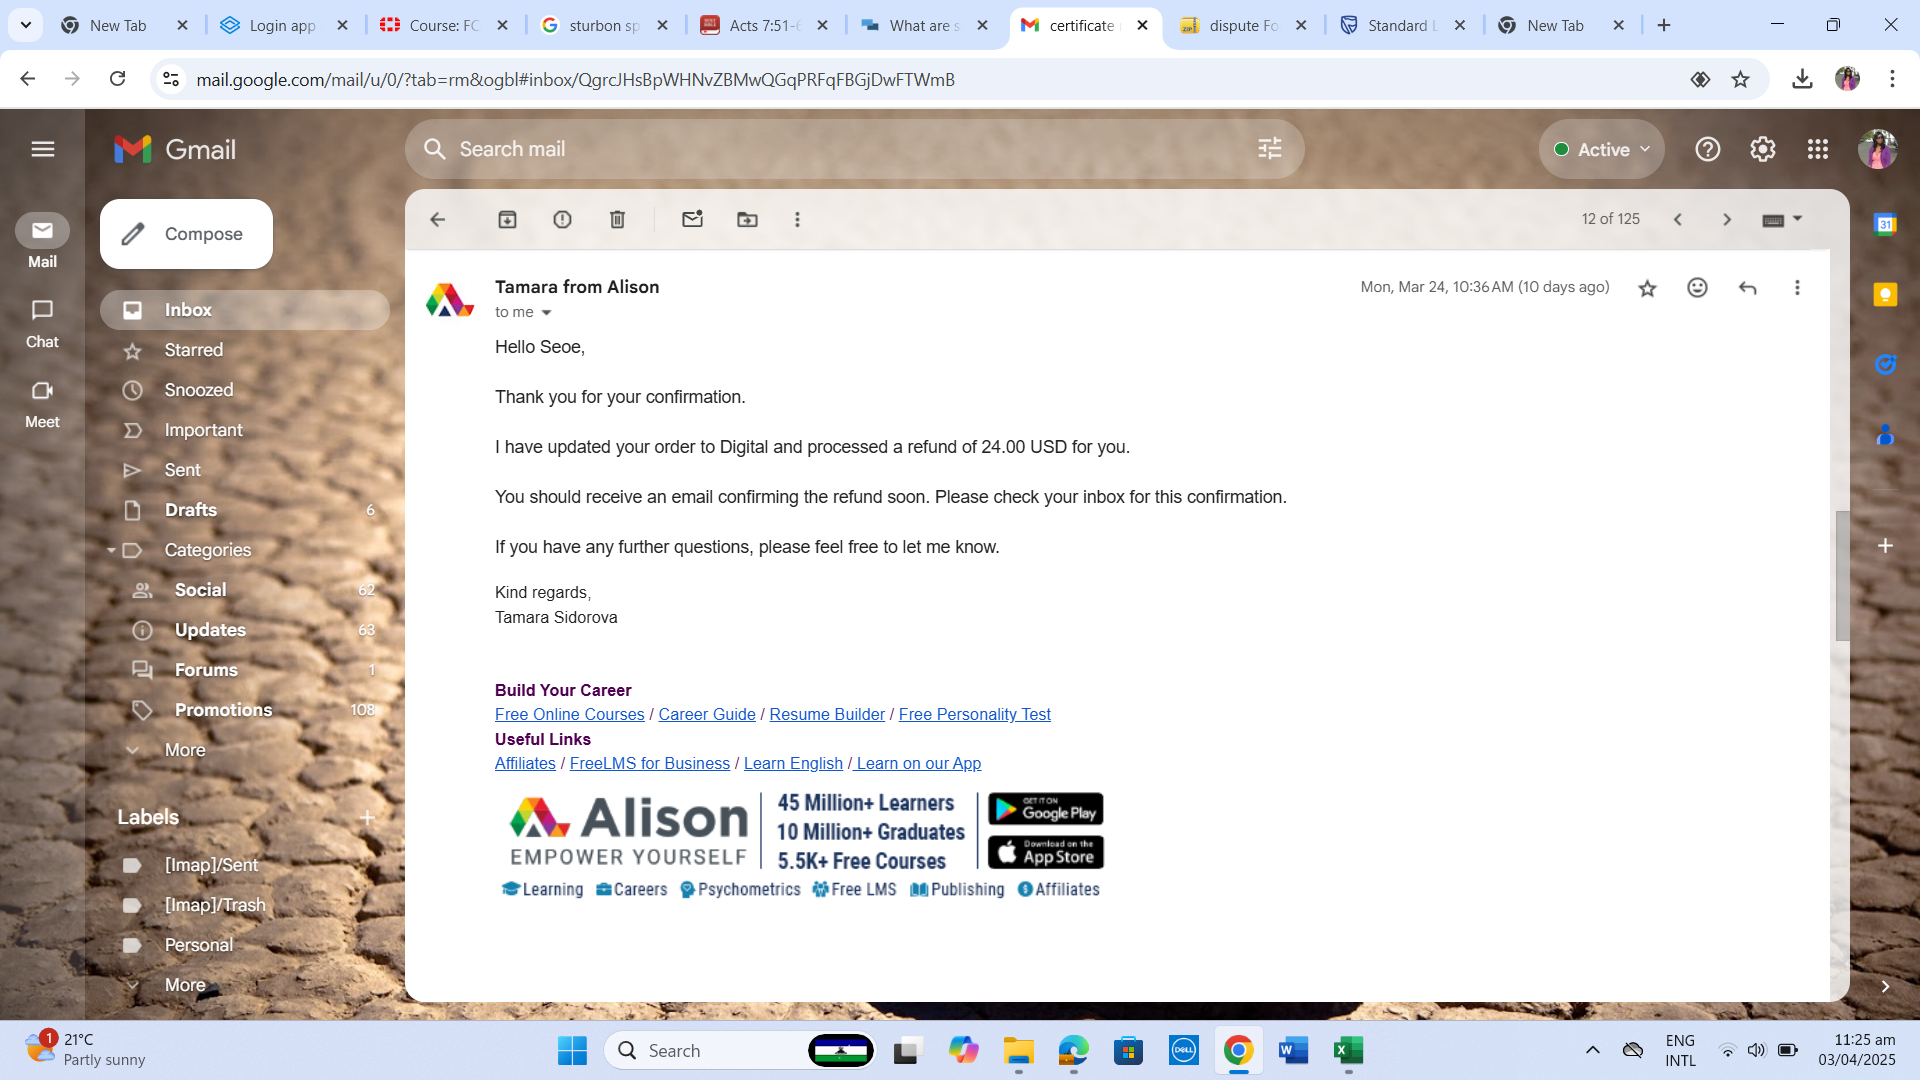 New Tab
Login app
Course: FC
sturbon sp
Acts 7:51-6
What are s
certificate
dispute Fo
Standard L
New Tab
mail.google.com/mail/u/0/?tab=rm&ogbl#inbox/QgrcJHsBpWHNvZBMwQGqPRFqFBGjDwFTWmB
Gmail
Search mail
Active
Compose
12 of 125
31
Mail
Chat
Meet
Inbox
Starred
Snoozed
Important
Sent
Drafts 6
Categories
Social 62
Updates 63
Forums 1
Promotions 108
More
Labels
[Imap]/Sent
[Imap]/Trash
Personal
More
Tamara from Alison
Mon, Mar 24, 10:36 AM (10 days ago)
to me
Hello Seoe,
Thank you for your confirmation.
I have updated your order to Digital and processed a refund of 24.00 USD for you.
You should receive an email confirming the refund soon. Please check your inbox for this confirmation.
If you have any further questions, please feel free to let me know.
Kind regards,
Tamara Sidorova
Build Your Career
Free Online Courses / Career Guide / Resume Builder / Free Personality Test
Useful Links
Affiliates / FreeLMS for Business / Learn English / Learn on our App
Alison
EMPOWER YOURSELF
45 Million+ Learners
10 Million+ Graduates
5.5K+ Free Courses
GET IT ON
Google Play
Download on the
App Store
Learning Careers Psychometrics Free LMS Publishing Affiliates
1
21°C
Partly sunny
Search
DELL
W
X
ENG
INTL
11:25 am
03/04/2025